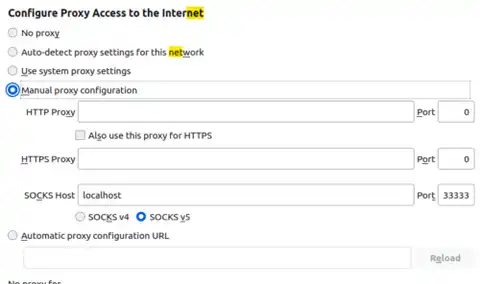 Configure Proxy Access to the Internet
No proxy
Auto-detect proxy settings for this network
Use system proxy settings
Manual proxy configuration
HTTP Proxy Port 0
Also use this proxy for HTTPS
HTTPS Proxy Port 0
SOCKS Host localhost Port 33333
SOCKS v4 SOCKS v5
Automatic proxy configuration URL
Reload
No proxy for